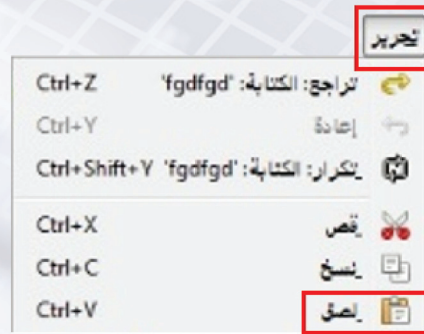 تحرير
تراجع: الكتابة: 'fgdfgd' Ctrl+Z
إعادة Ctrl+Y
تكرار: الكتابة: 'fgdfgd' Ctrl+Shift+Y
قص Ctrl+X
نسخ Ctrl+C
لصق Ctrl+V